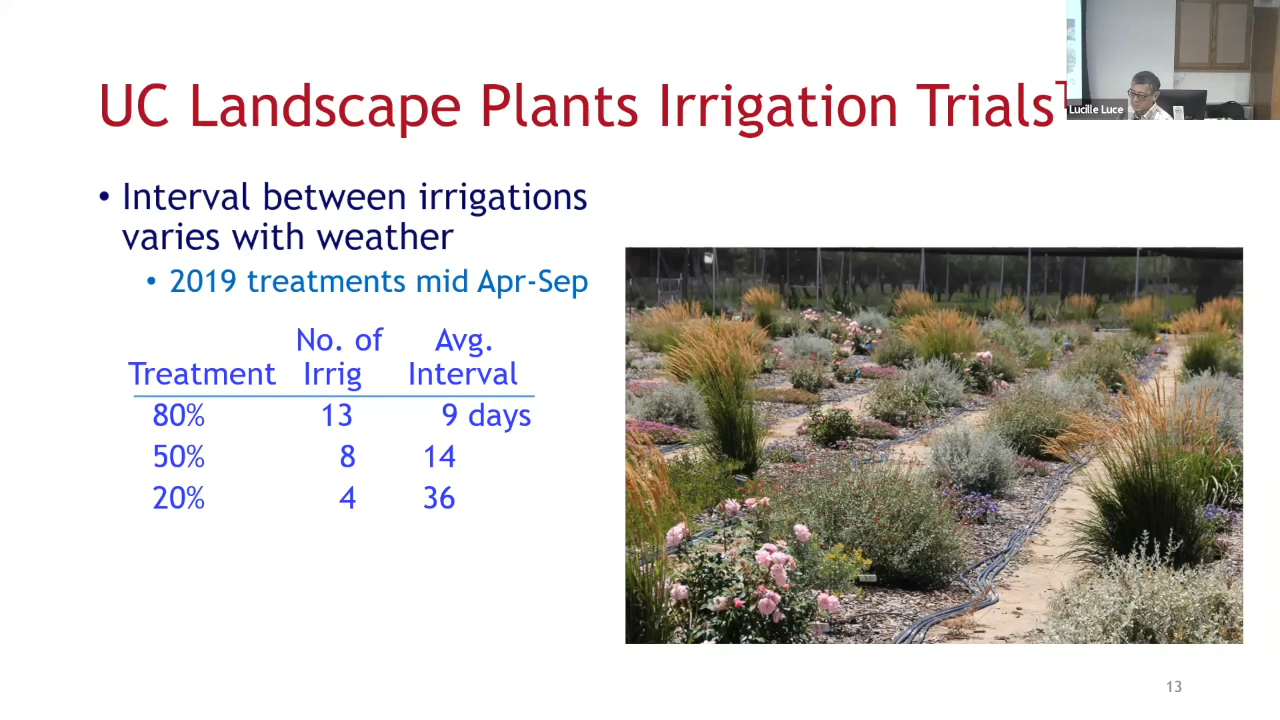 UC Landscape Plants Irrigation Trials
Lucille Luce
• Interval between irrigations
varies with weather
• 2019 treatments mid Apr-Sep
No. of Avg.
Treatment Irrig Interval
80% 13 9 days
50% 8 14
20% 4 36
13